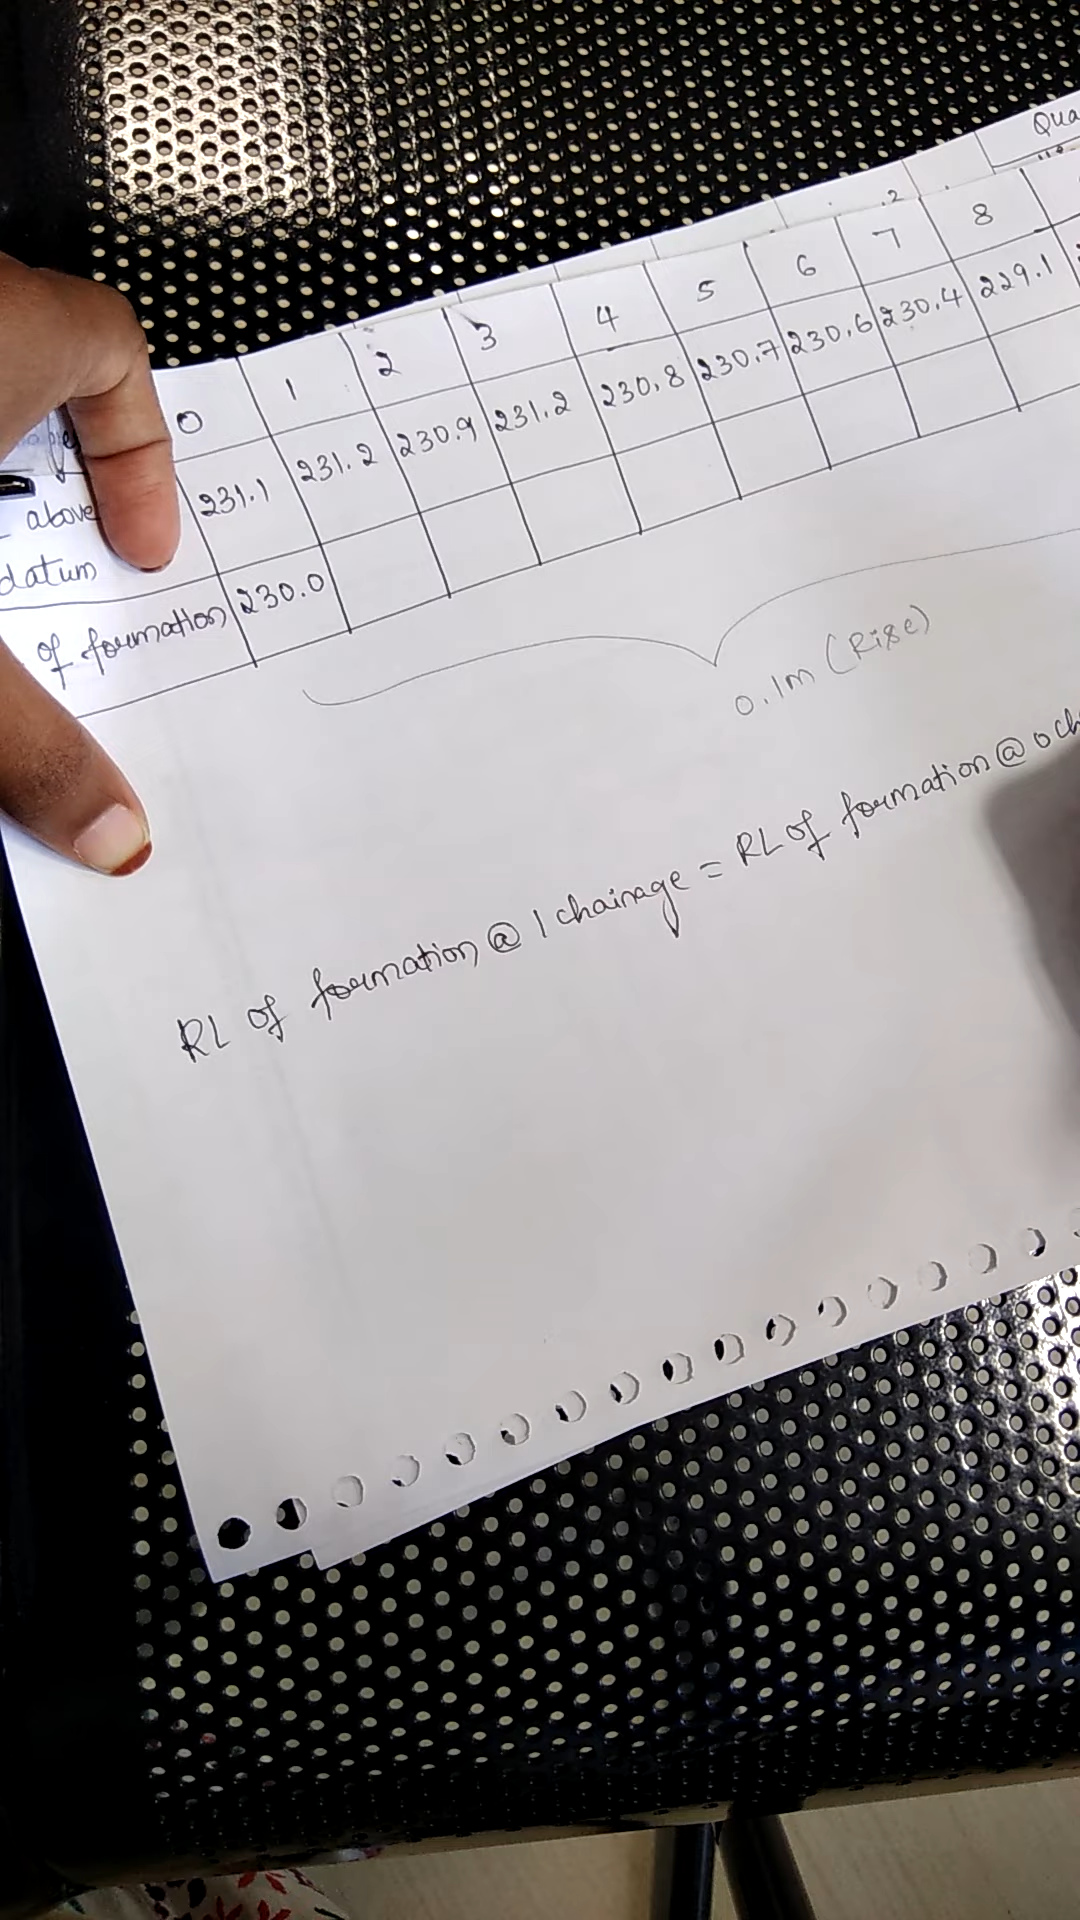 Qua
.2
0 1 2 3 4 5 6 7 8
above 231.1 231.2 230.9 231.2 230.8 230.7 230.6 230.4 229.1
datum
of formation 230.0
0.1m (Rise)
RL of formation @ 1 chainage = RL of formation @ 0 ch